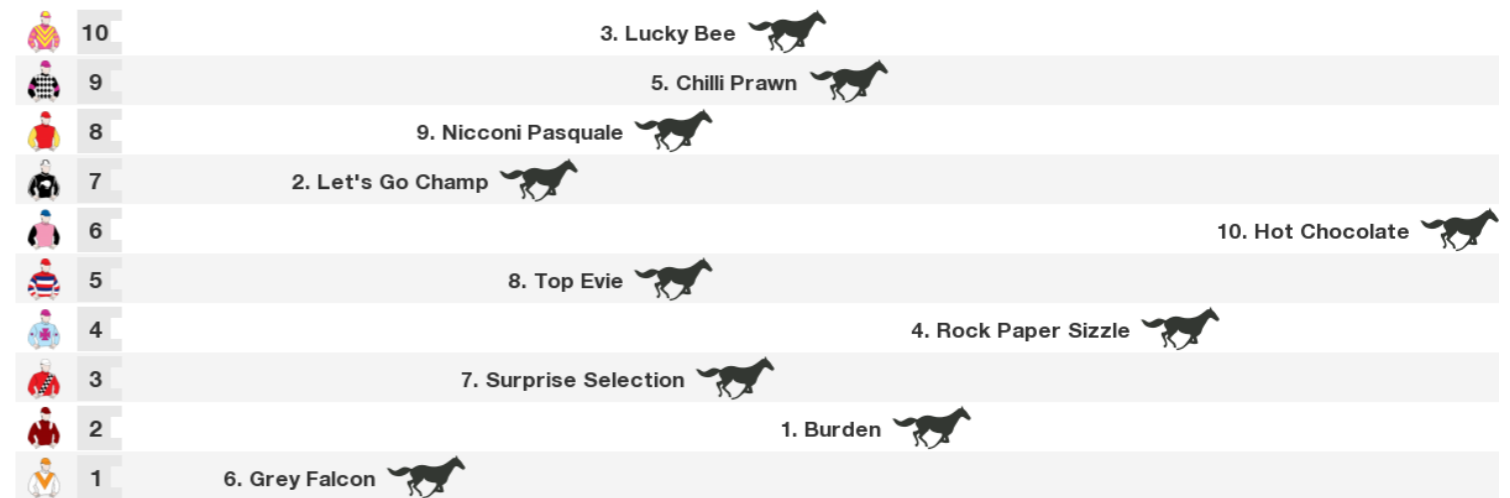 10 3. Lucky Bee
9 5. Chilli Prawn
8 9. Nicconi Pasquale
7 2. Let's Go Champ
6 10. Hot Chocolate
5 8. Top Evie
4 4. Rock Paper Sizzle
3 7. Surprise Selection
2 1. Burden
1 6. Grey Falcon